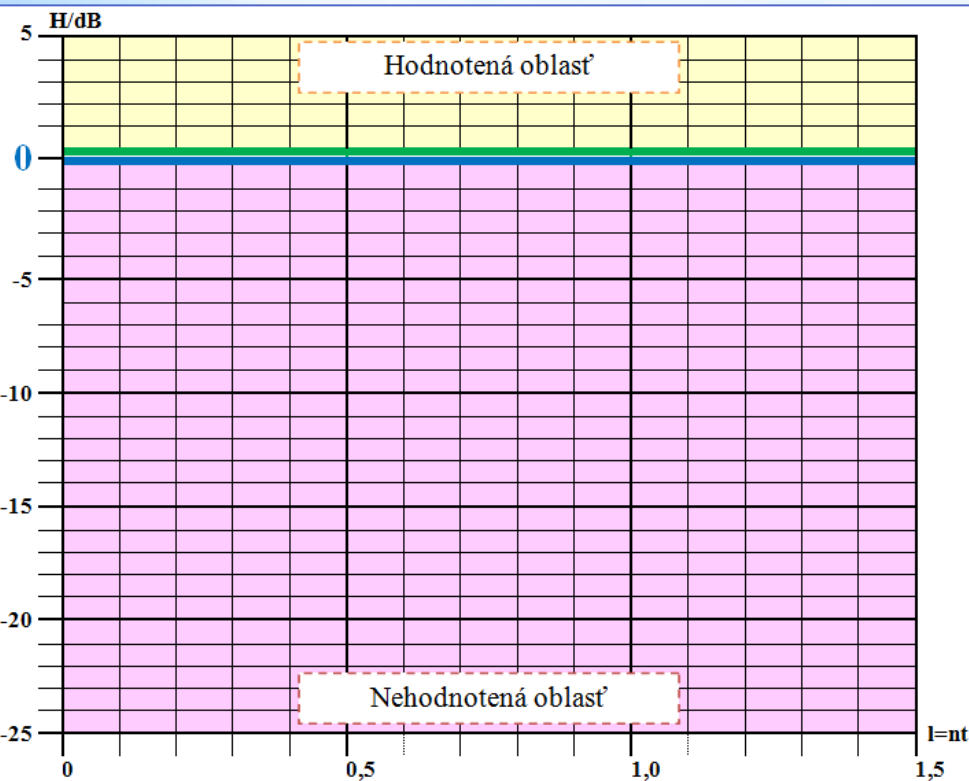 H/dB
5
Hodnotená oblasť
0
-5
-10
-15
-20
Nehodnotená oblasť
-25
l=nt
0 0,5 1,0 1,5